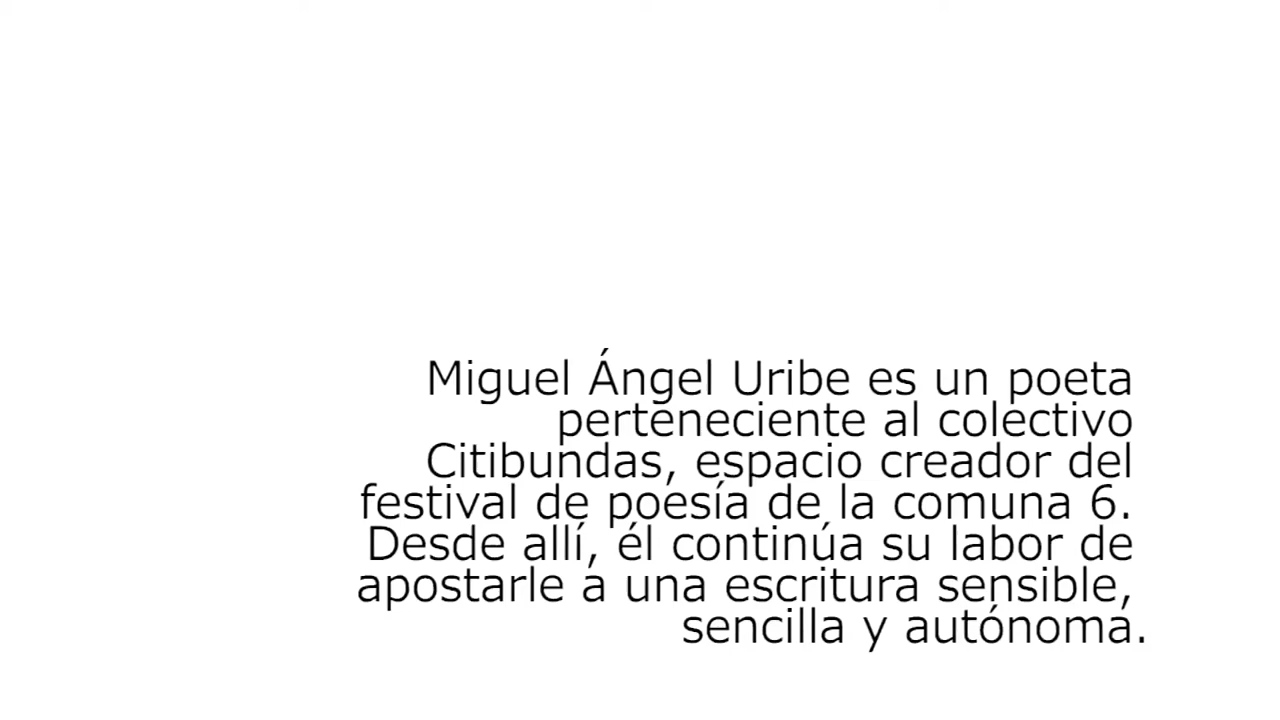 Miguel Ángel Uribe es un poeta
perteneciente al colectivo
Citibundas, espacio creador del
festival de poesía de la comuna 6.
Desde allí, él continúa su labor de
apostarle a una escritura sensible,
sencilla y autónoma.